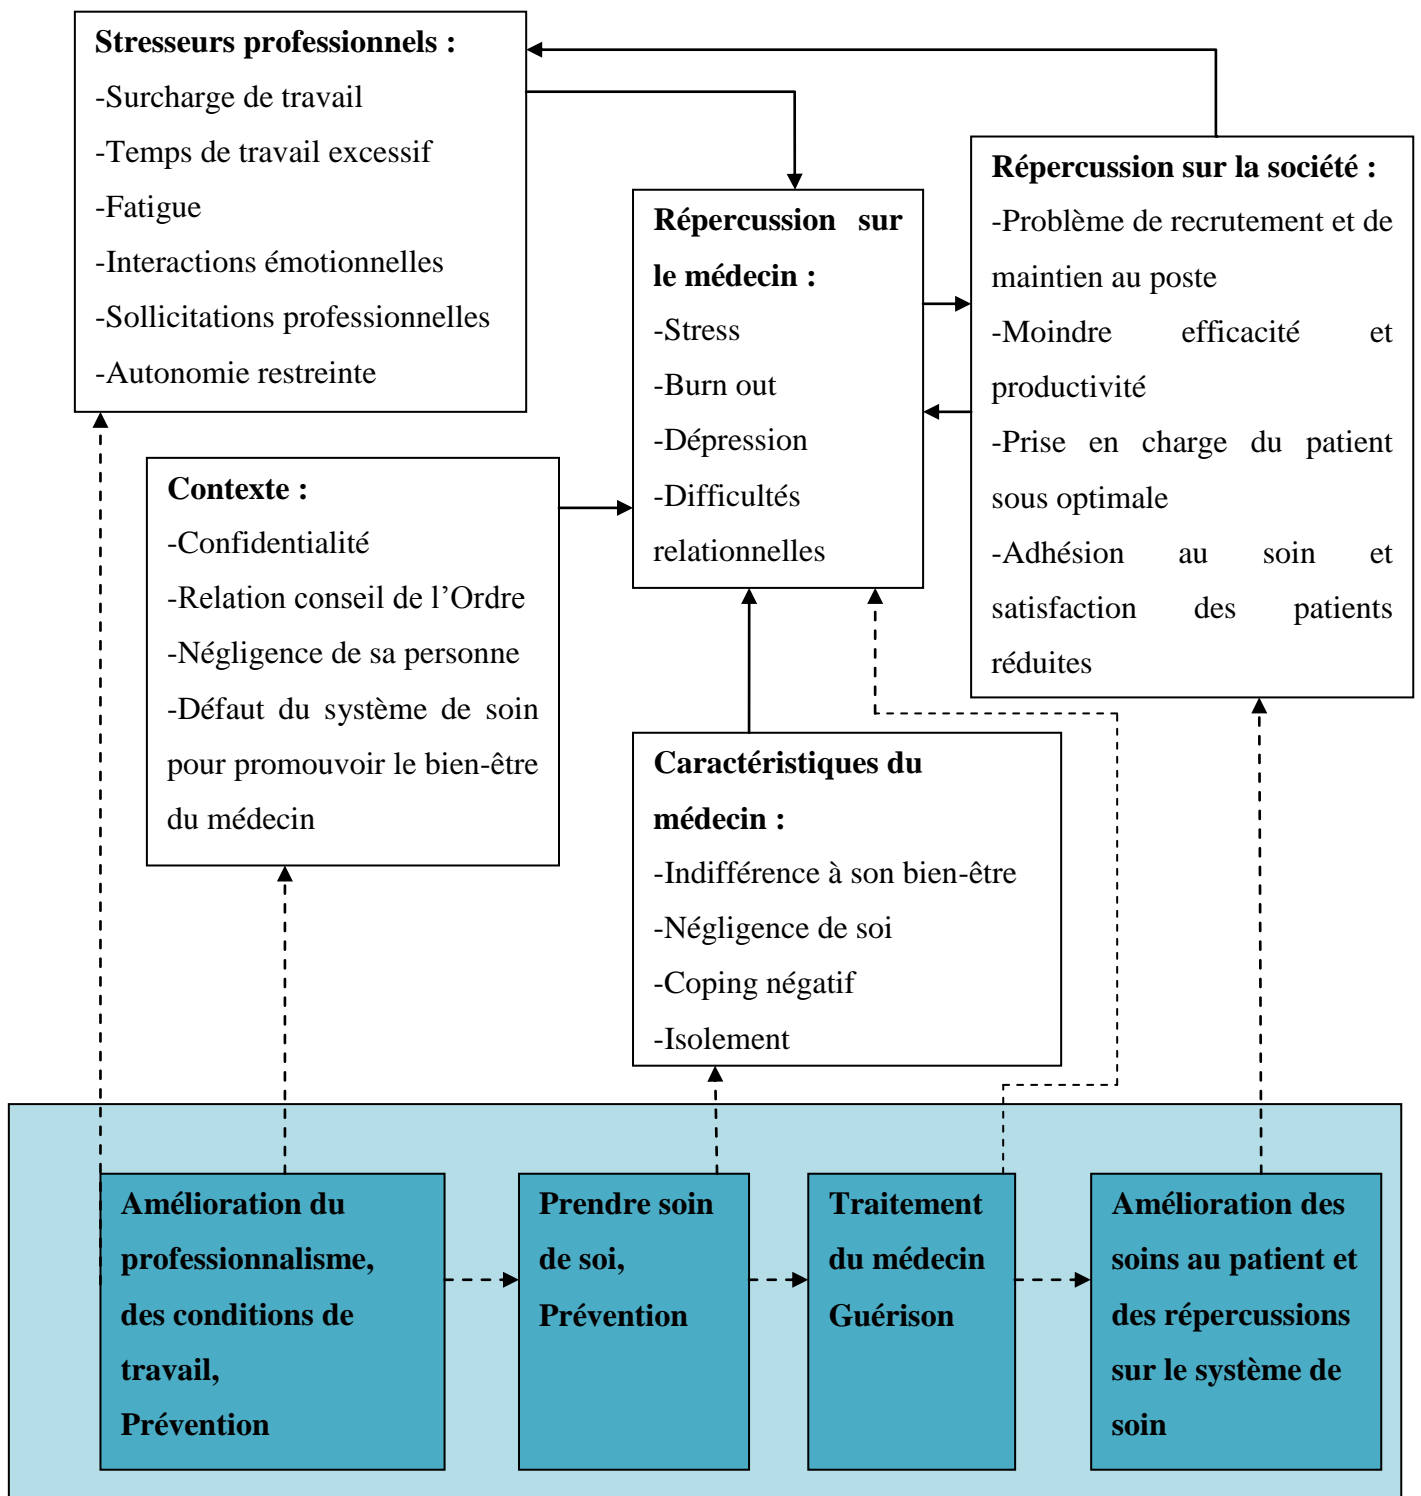 Stresseurs professionnels :
-Surcharge de travail
-Temps de travail excessif
-Fatigue
-Interactions émotionnelles
-Sollicitations professionnelles
-Autonomie restreinte
Répercussion sur
le médecin :
-Stress
-Burn out
-Dépression
-Difficultés
relationnelles
Répercussion sur la société :
-Problème de recrutement et de
maintien au poste
-Moindre efficacité et
productivité
-Prise en charge du patient
sous optimale
-Adhésion au soin et
satisfaction des patients
réduites
Contexte :
-Confidentialité
-Relation conseil de l’Ordre
-Négligence de sa personne
-Défaut du système de soin
pour promouvoir le bien-être
du médecin
Caractéristiques du
médecin :
-Indifférence à son bien-être
-Négligence de soi
-Coping négatif
-Isolement
Amélioration du
professionnalisme,
des conditions de
travail,
Prévention
Prendre soin
de soi,
Prévention
Traitement
du médecin
Guérison
Amélioration des
soins au patient et
des répercussions
sur le système de
soin